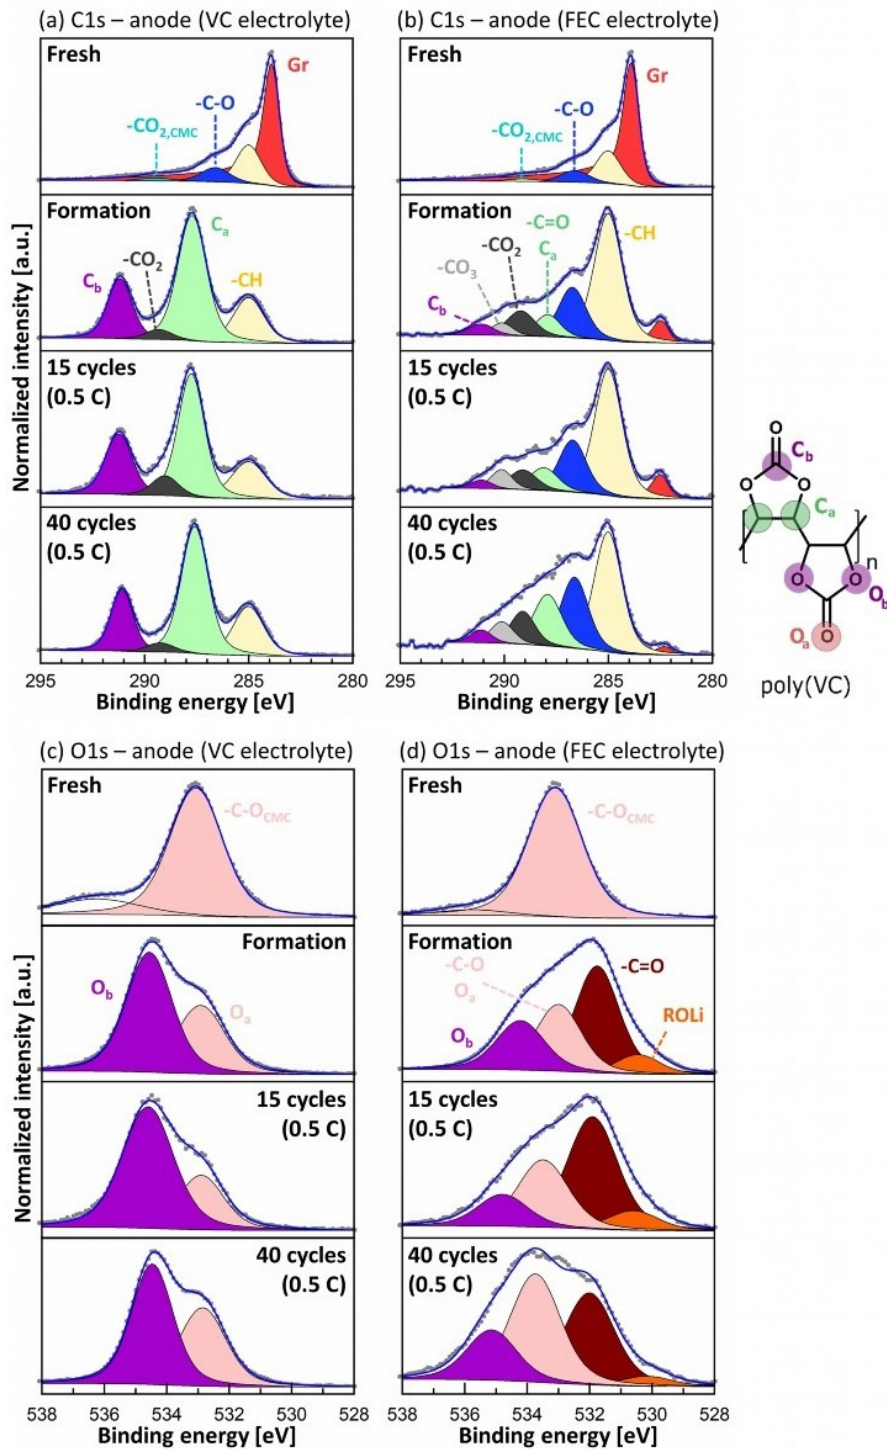 (a) C1s – anode (VC electrolyte)
Fresh
Gr
-C-O
-CO2,CMC
Formation
Ca
-CO2
Cb
-CH
15 cycles
(0.5 C)
40 cycles
(0.5 C)
295 290 285 280
Binding energy [eV]
Normalized intensity [a.u.]
(b) C1s – anode (FEC electrolyte)
Fresh
Gr
-C-O
-CO2,CMC
Formation
-C=O
-CO2
Ca
-CH
-CO3
Cb
15 cycles
(0.5 C)
40 cycles
(0.5 C)
295 290 285 280
Binding energy [eV]
O
Cb
O O
Ca
n
O O
Ob
Oa O
poly(VC)
(c) O1s – anode (VC electrolyte)
Fresh
-C-OCMC
Formation
Ob
Oa
15 cycles
(0.5 C)
40 cycles
(0.5 C)
538 536 534 532 530 528
Binding energy [eV]
Normalized intensity [a.u.]
(d) O1s – anode (FEC electrolyte)
Fresh
-C-OCMC
Formation
-C-O
-C=O
Oa
ROLi
Ob
15 cycles
(0.5 C)
40 cycles
(0.5 C)
538 536 534 532 530 528
Binding energy [eV]